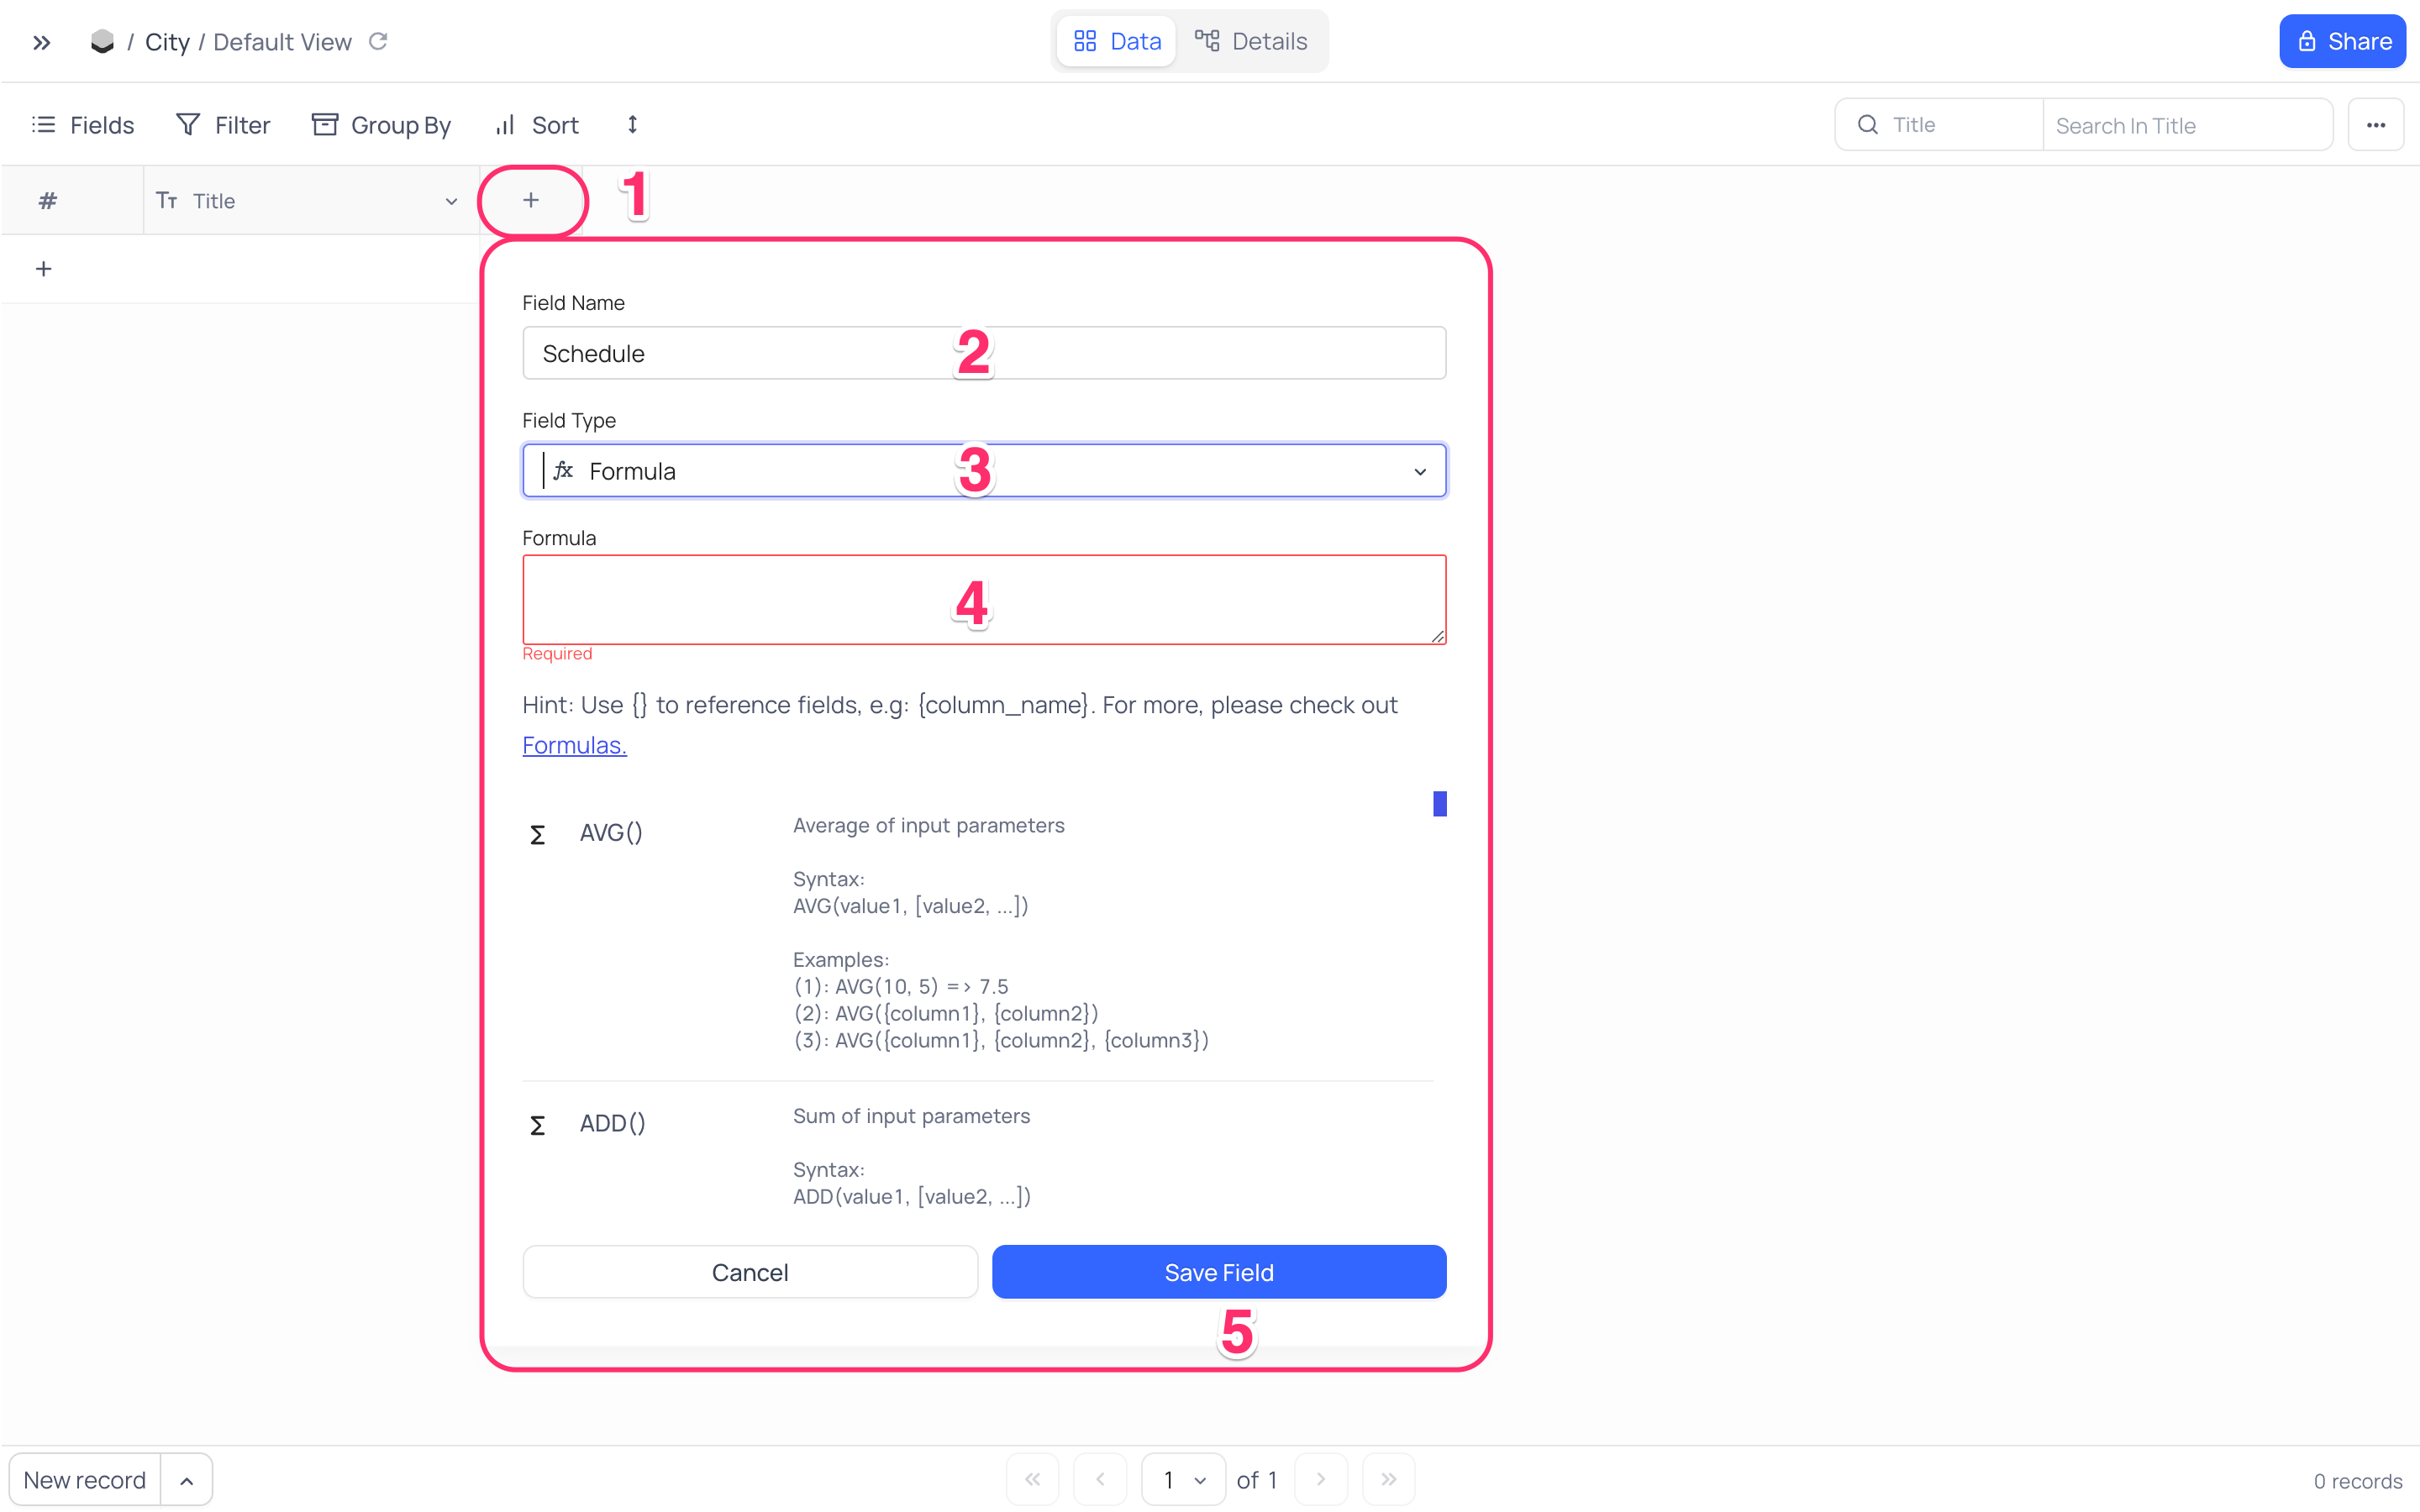 / City / Default View
Data
Details
Share
Fields
Filter
Group By
Sort
Title
Search In Title
#
Tт Title
+
1
+
Field Name
Schedule
2
Field Type
fx Formula
3
Formula
4
Required
Hint: Use {} to reference fields, e.g: {column_name}. For more, please check out
Formulas.
Σ AVG()
Average of input parameters
Syntax:
AVG(value1, [value2, ...])
Examples:
(1): AVG(10, 5) => 7.5
(2): AVG({column1}, {column2})
(3): AVG({column1}, {column2}, {column3})
Σ ADD()
Sum of input parameters
Syntax:
ADD(value1, [value2, ...])
Cancel
Save Field
5
New record
1
of 1
0 records